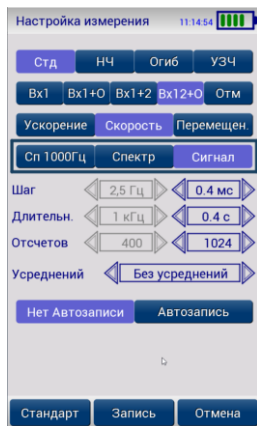 Настройка измерения 11:14:54
Стд НЧ Огиб УЗЧ
Вх1 Вх1+О Вх1+2 Вх12+О Отм
Ускорение Скорость Перемещен.
Сп 1000Гц Спектр Сигнал
Шаг 2,5 Гц 0.4 мс
Длительн. 1 кГц 0.4 с
Отсчетов 400 1024
Усреднений Без усреднений
Нет Автозаписи Автозапись
Стандарт Запись Отмена